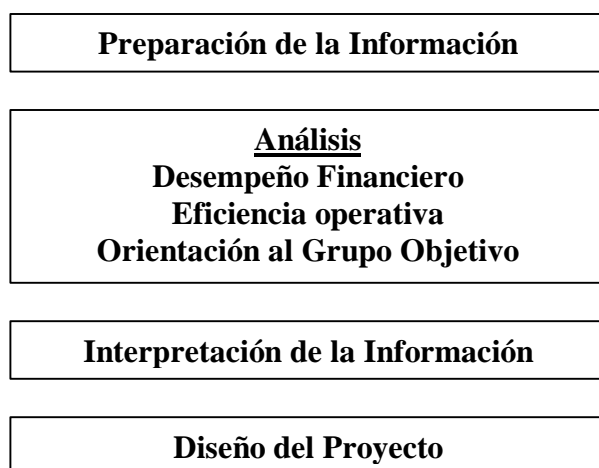 Preparación de la Información
Análisis
Desempeño Financiero
Eficiencia operativa
Orientación al Grupo Objetivo
Interpretación de la Información
Diseño del Proyecto